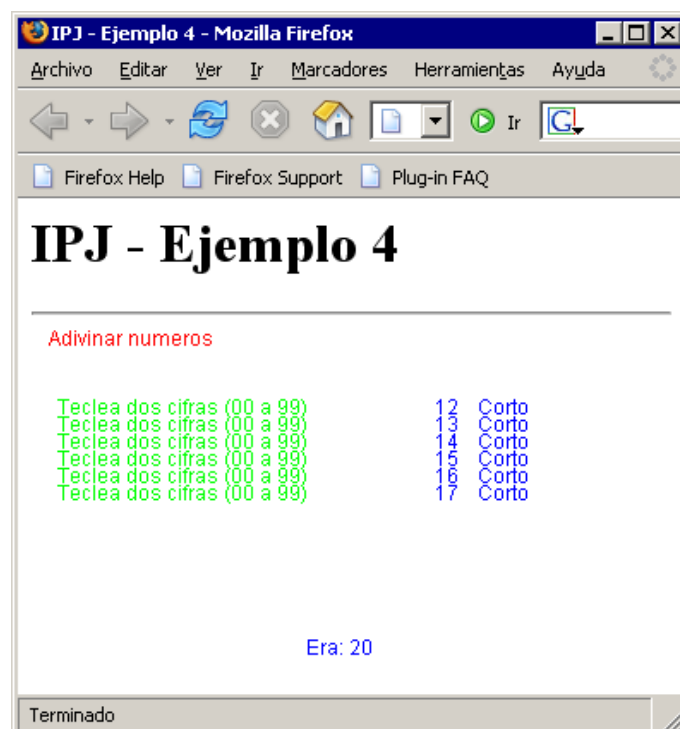 IPJ - Ejemplo 4 - Mozilla Firefox
Archivo Editar Ver Ir Marcadores Herramientas Ayuda
Ir G
Firefox Help Firefox Support Plug-in FAQ
IPJ - Ejemplo 4
Adivinar numeros
Teclea dos cifras (00 a 99) 12 Corto
Teclea dos cifras (00 a 99) 13 Corto
Teclea dos cifras (00 a 99) 14 Corto
Teclea dos cifras (00 a 99) 15 Corto
Teclea dos cifras (00 a 99) 16 Corto
Teclea dos cifras (00 a 99) 17 Corto
Era: 20
Terminado